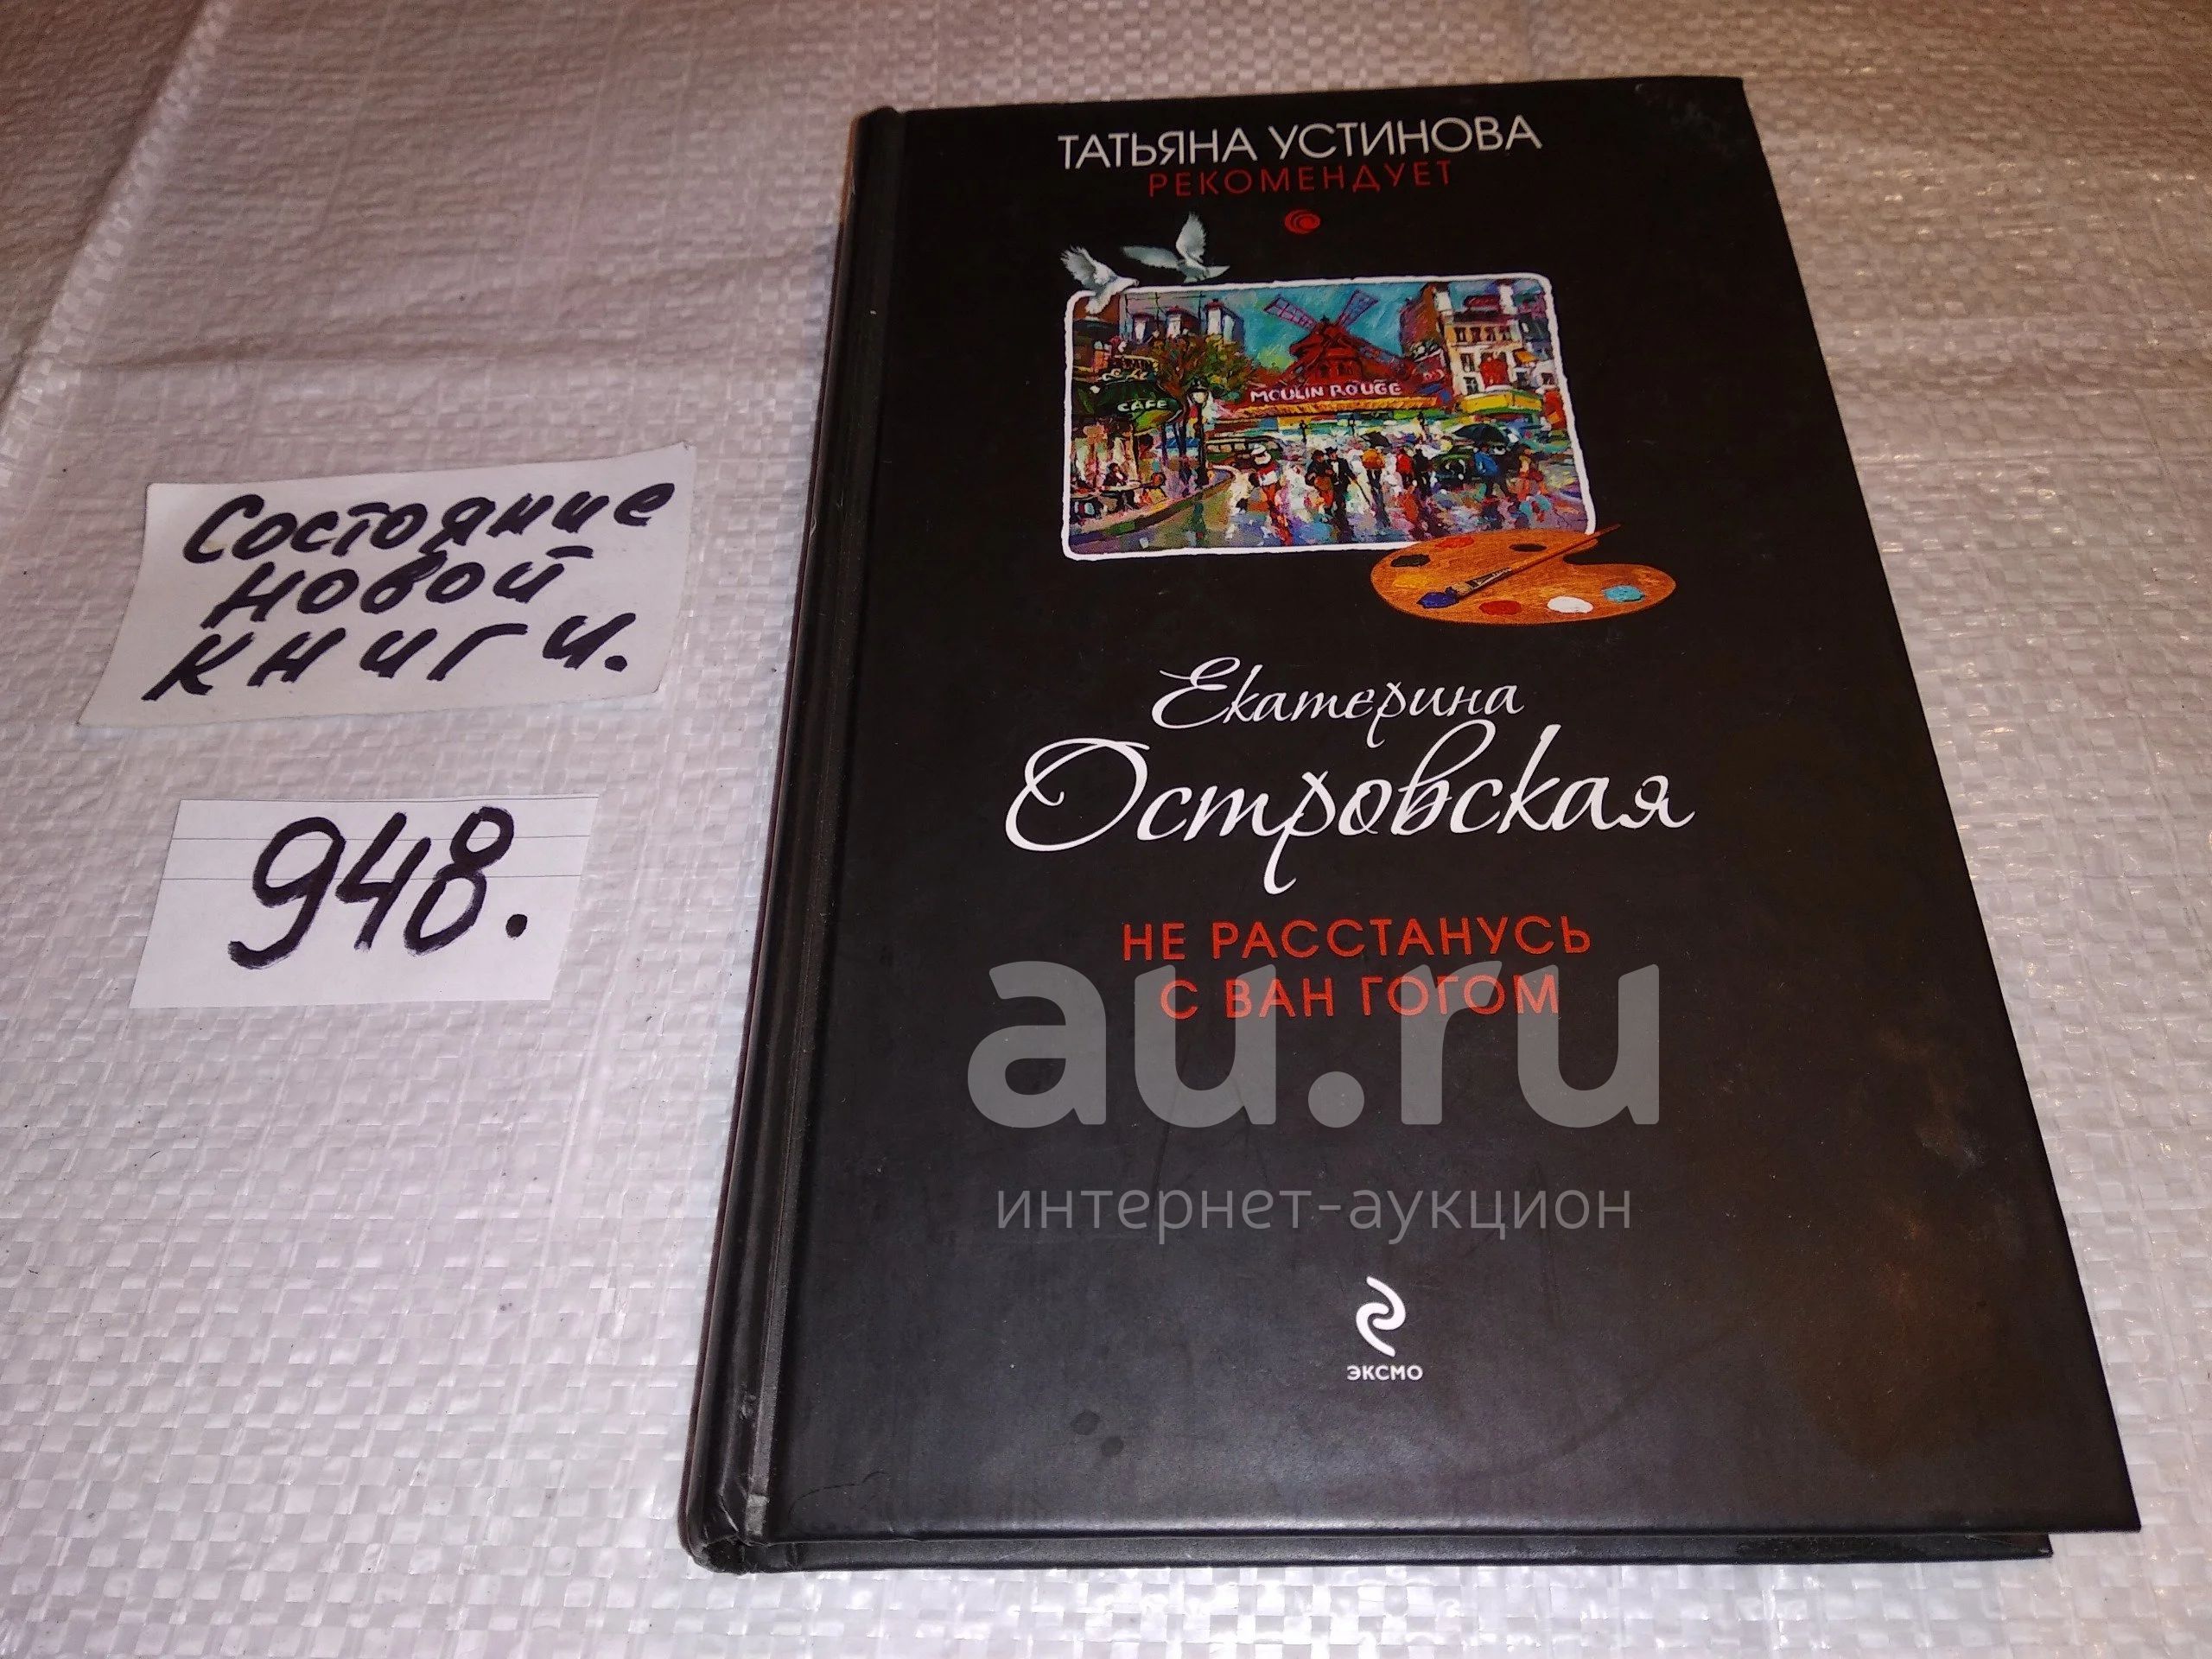 Состояние
новой
книги.
948.
ТАТЬЯНА УСТИНОВА
РЕКОМЕНДУЕТ
CAFE
MOULIN ROUGE
Екатерина
Островская
НЕ РАССТАНУСЬ
С ВАН ГОГОМ
au.ru
интернет-аукцион
ЭКСМО